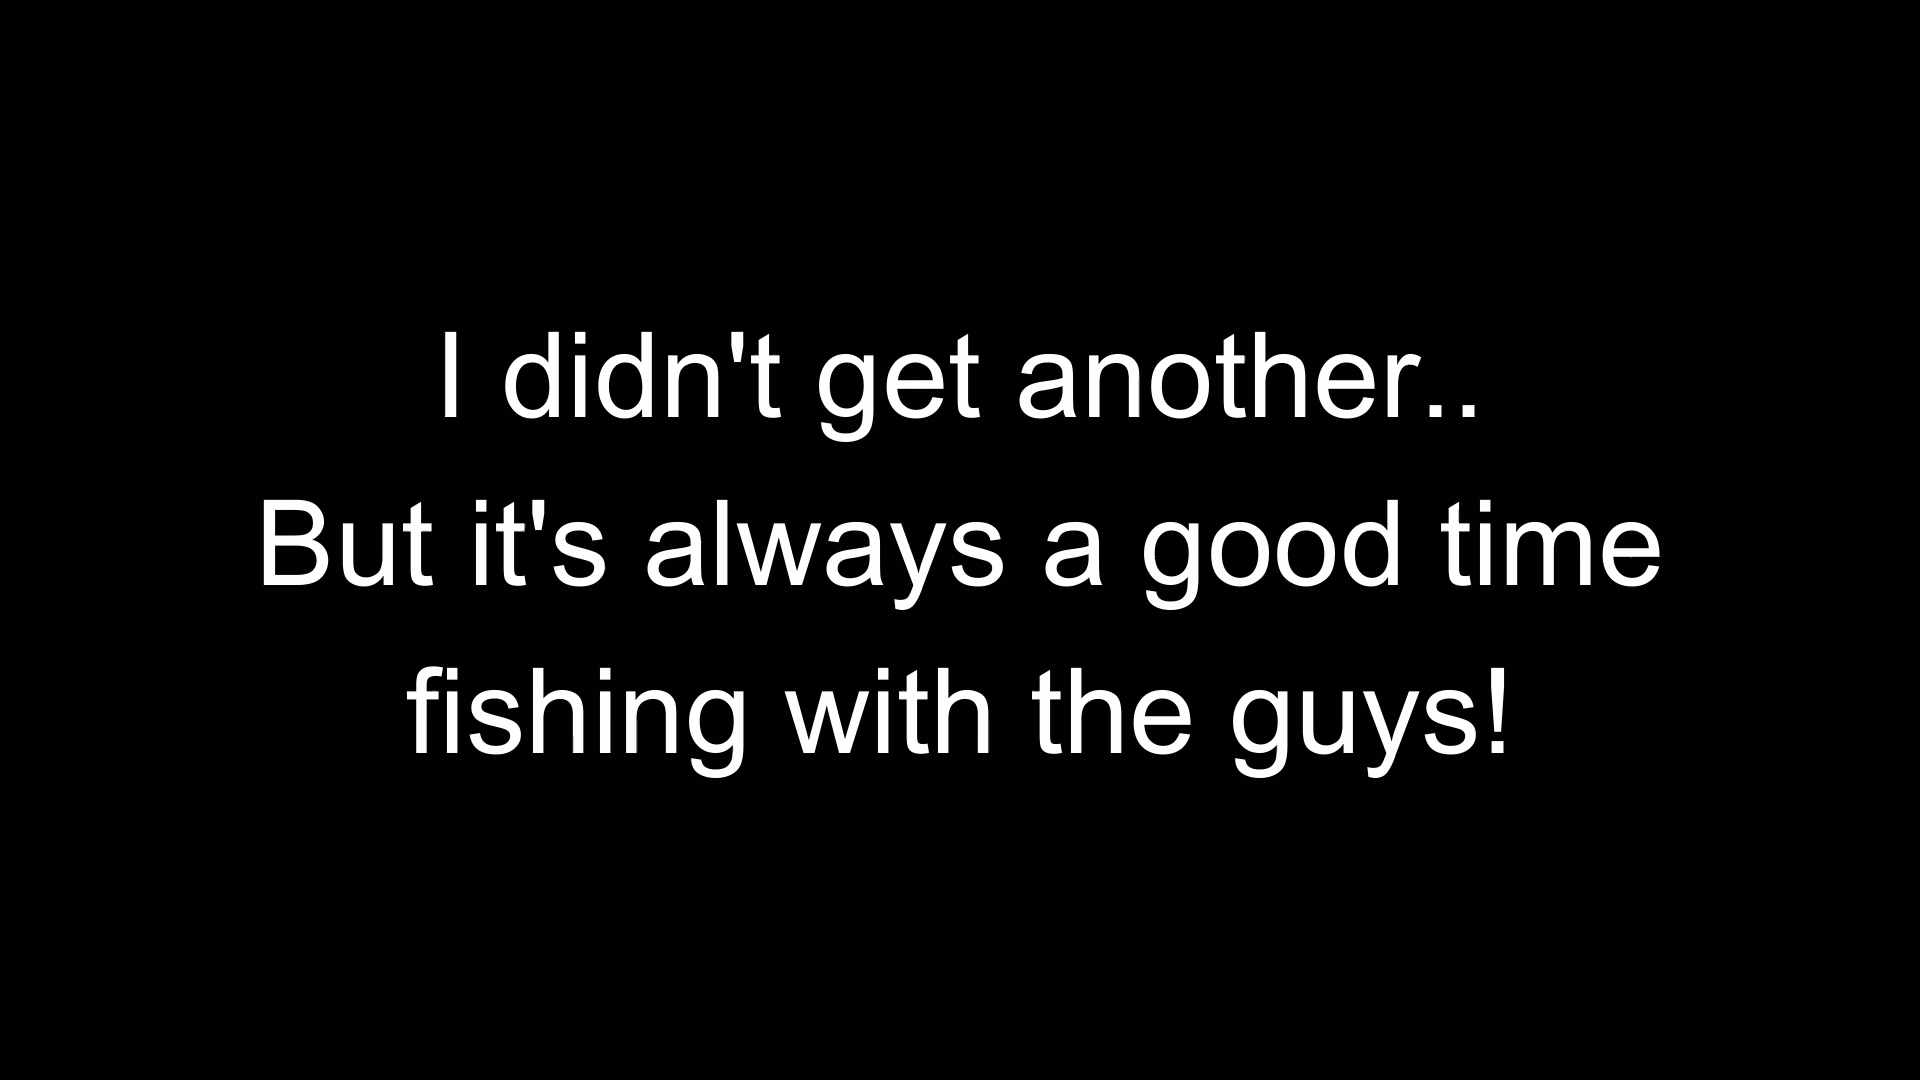 I didn't get another..
But it's always a good time
fishing with the guys!